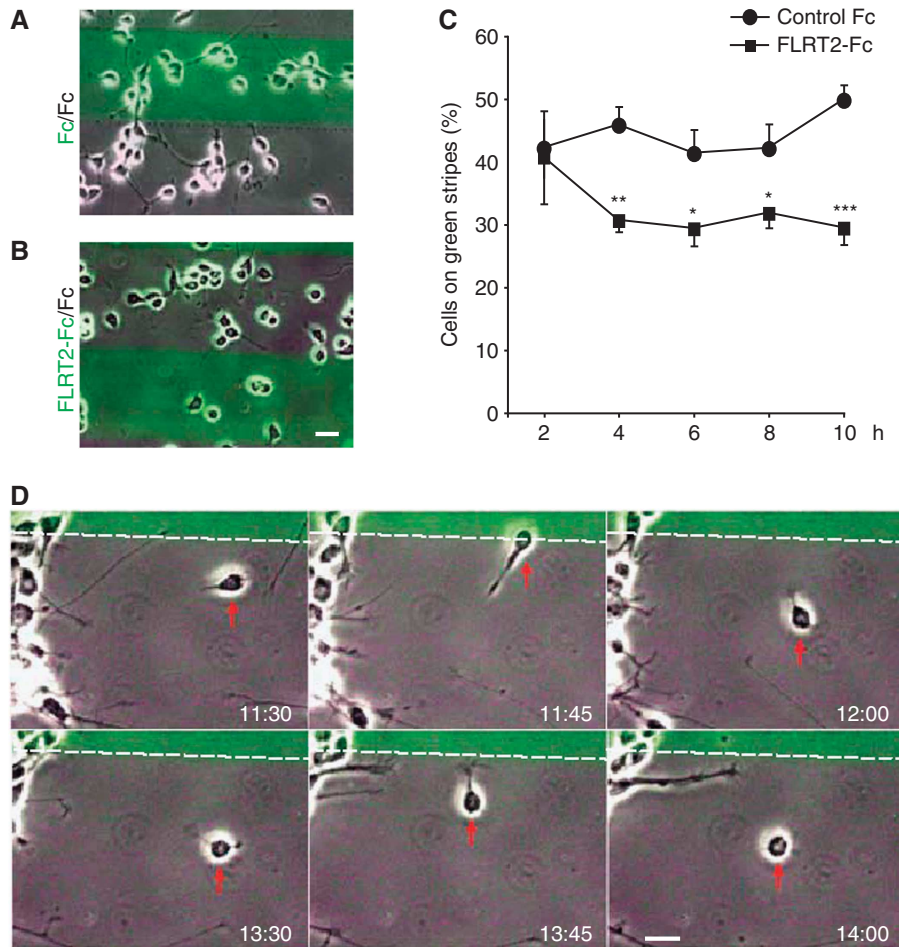 A
Fc/Fc
B
FLRT2-Fc/Fc
C
Control Fc
FLRT2-Fc
Cells on green stripes (%)
60
50
40
30
20
10
0
**
*
*
***
2 4 6 8 10 h
D
11:30 11:45 12:00
13:30 13:45 14:00